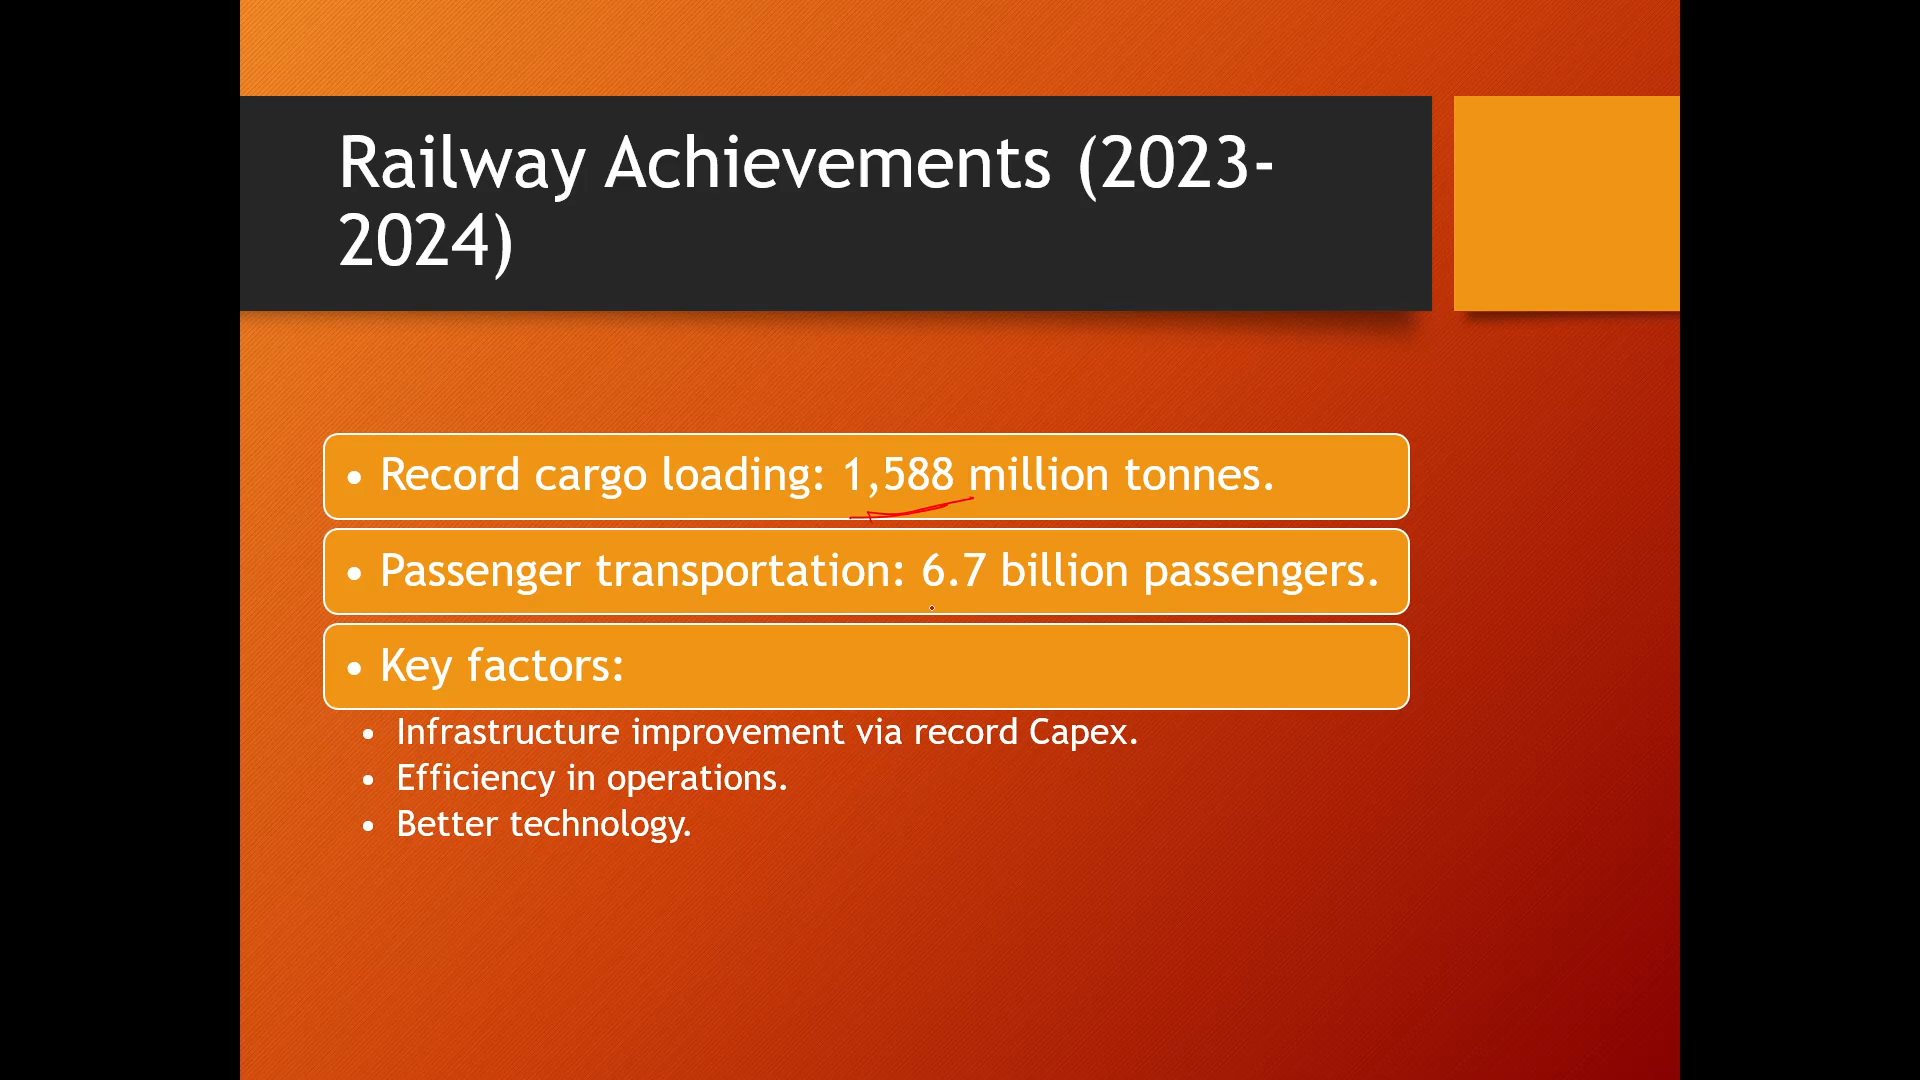 Railway Achievements (2023-
2024)
• Record cargo loading: 1,588 million tonnes.
• Passenger transportation: 6.7 billion passengers.
• Key factors:
• Infrastructure improvement via record Capex.
• Efficiency in operations.
• Better technology.